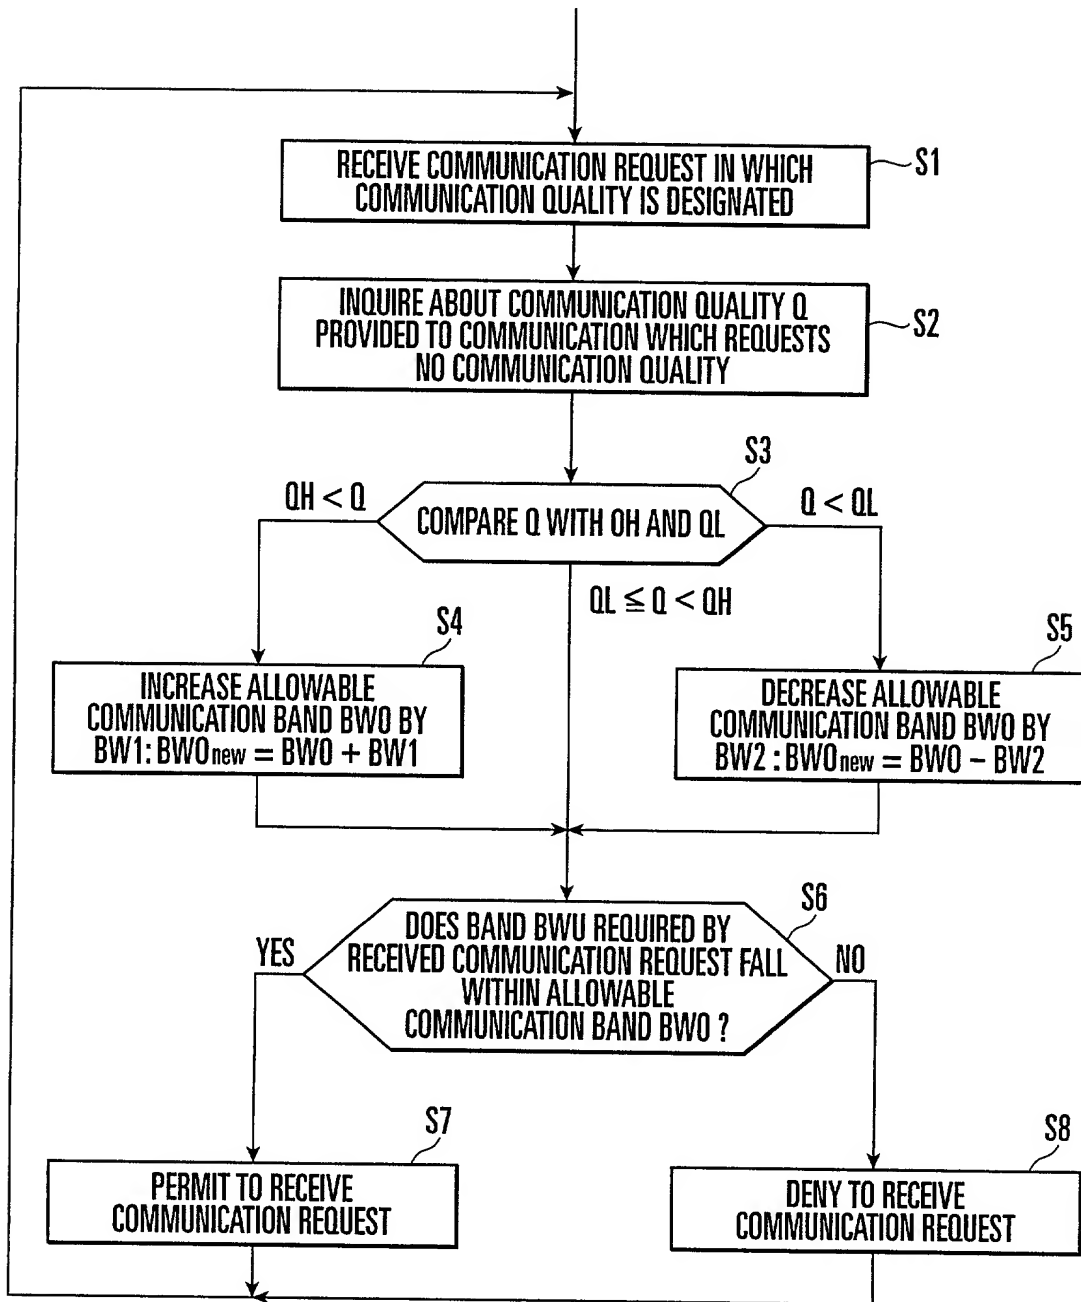 RECEIVE COMMUNICATION REQUEST IN WHICH
COMMUNICATION QUALITY IS DESIGNATED
S1
INQUIRE ABOUT COMMUNICATION QUALITY Q
PROVIDED TO COMMUNICATION WHICH REQUESTS
NO COMMUNICATION QUALITY
S2
S3
QH < Q
COMPARE Q WITH OH AND QL
Q < QL
QL ≦ Q < QH
S4
INCREASE ALLOWABLE
COMMUNICATION BAND BW0 BY
BW1 : BW0new = BW0 + BW1
S5
DECREASE ALLOWABLE
COMMUNICATION BAND BW0 BY
BW2 : BW0new = BW0 − BW2
S6
DOES BAND BWU REQUIRED BY
RECEIVED COMMUNICATION REQUEST FALL
WITHIN ALLOWABLE
COMMUNICATION BAND BW0 ?
YES
NO
S7
PERMIT TO RECEIVE
COMMUNICATION REQUEST
S8
DENY TO RECEIVE
COMMUNICATION REQUEST